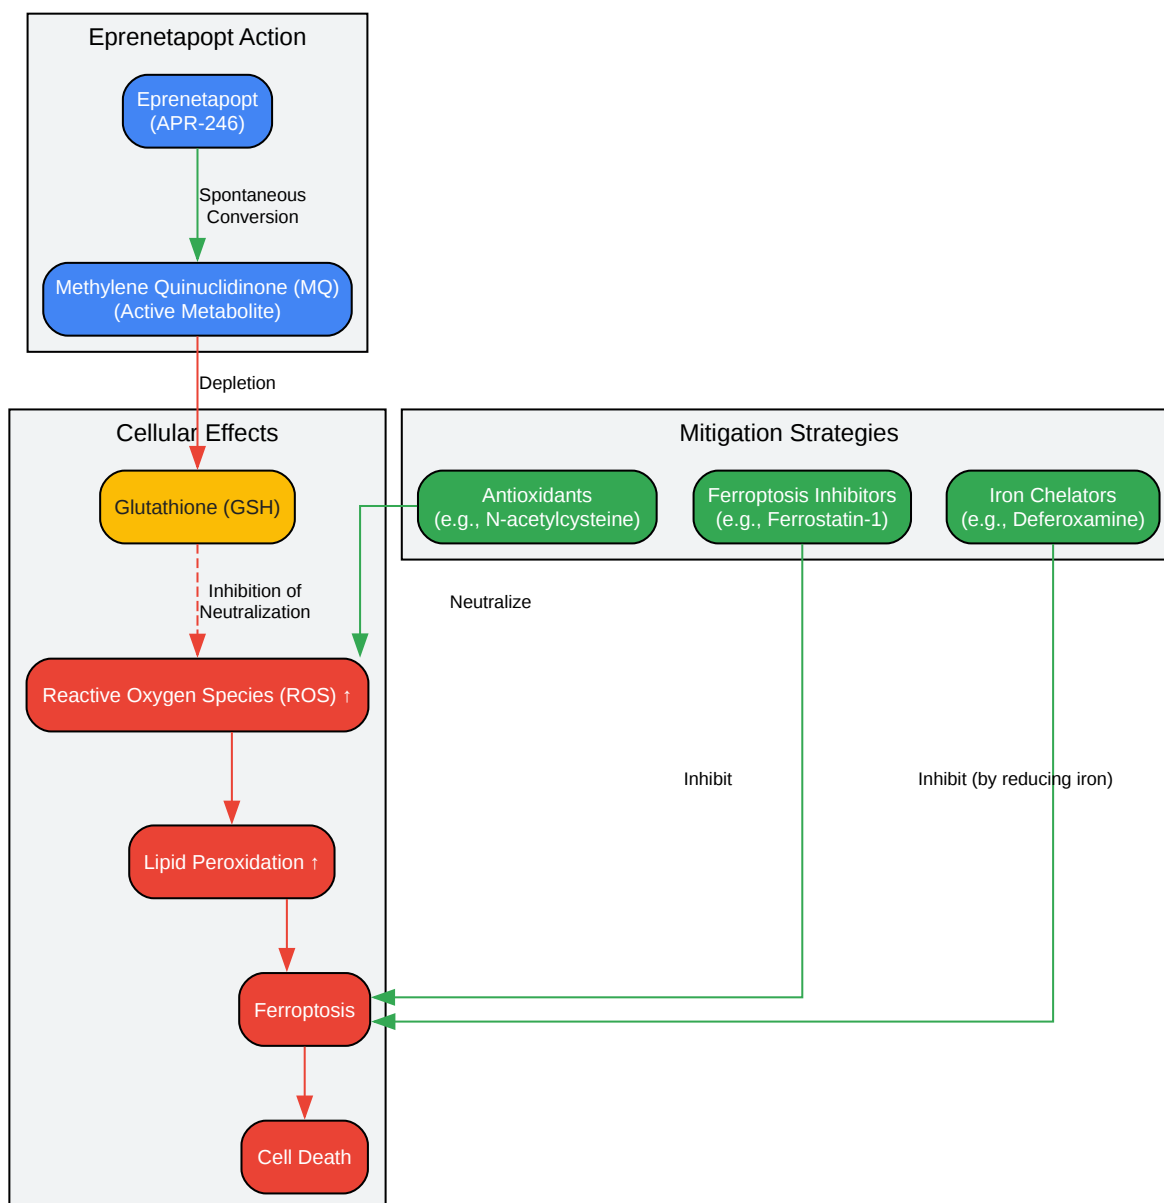 Eprenetapopt Action
Eprenetapopt
(APR-246)
Spontaneous
Conversion
Methylene Quinuclidinone (MQ)
(Active Metabolite)
Depletion
Cellular Effects
Glutathione (GSH)
Inhibition of
Neutralization
Reactive Oxygen Species (ROS) ↑
Lipid Peroxidation ↑
Ferroptosis
Cell Death
Mitigation Strategies
Antioxidants
(e.g., N-acetylcysteine)
Ferroptosis Inhibitors
(e.g., Ferrostatin-1)
Iron Chelators
(e.g., Deferoxamine)
Neutralize
Inhibit
Inhibit (by reducing iron)